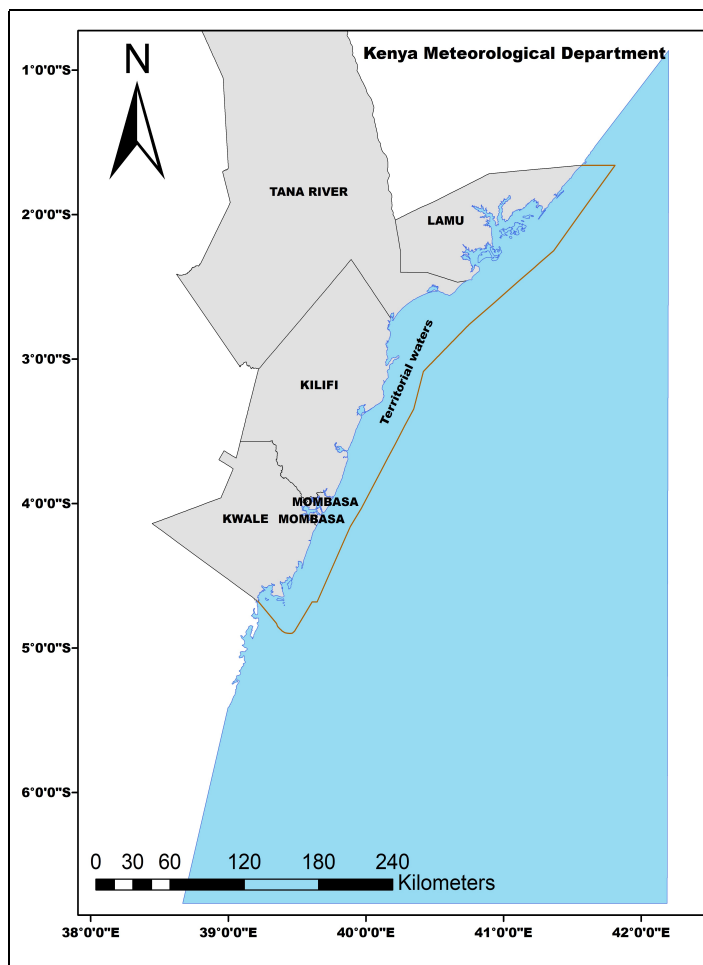 Kenya Meteorological Department
N
1°0'0"S
2°0'0"S
3°0'0"S
4°0'0"S
5°0'0"S
6°0'0"S
TANA RIVER
LAMU
Territorial waters
KILIFI
MOMBASA
KWALE MOMBASA
0 30 60 120 180 240
Kilometers
38°0'0"E 39°0'0"E 40°0'0"E 41°0'0"E 42°0'0"E